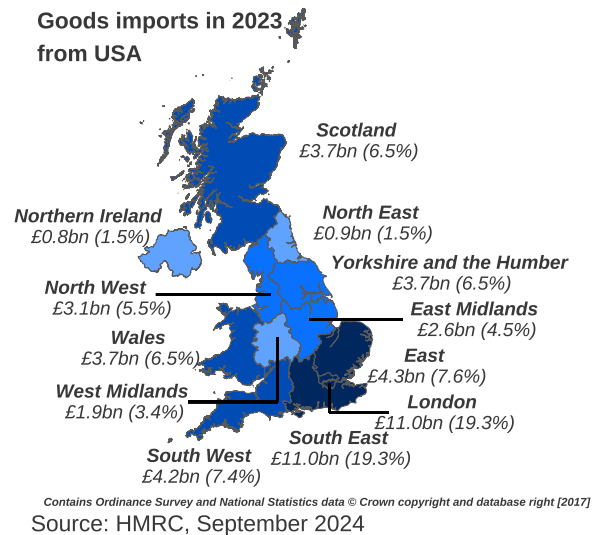 Goods imports in 2023
from USA
Scotland
£3.7bn (6.5%)
Northern Ireland
£0.8bn (1.5%)
North East
£0.9bn (1.5%)
Yorkshire and the Humber
£3.7bn (6.5%)
North West
£3.1bn (5.5%)
East Midlands
£2.6bn (4.5%)
Wales
£3.7bn (6.5%)
East
£4.3bn (7.6%)
West Midlands
£1.9bn (3.4%)
London
£11.0bn (19.3%)
South East
£11.0bn (19.3%)
South West
£4.2bn (7.4%)
Contains Ordinance Survey and National Statistics data © Crown copyright and database right [2017]
Source: HMRC, September 2024